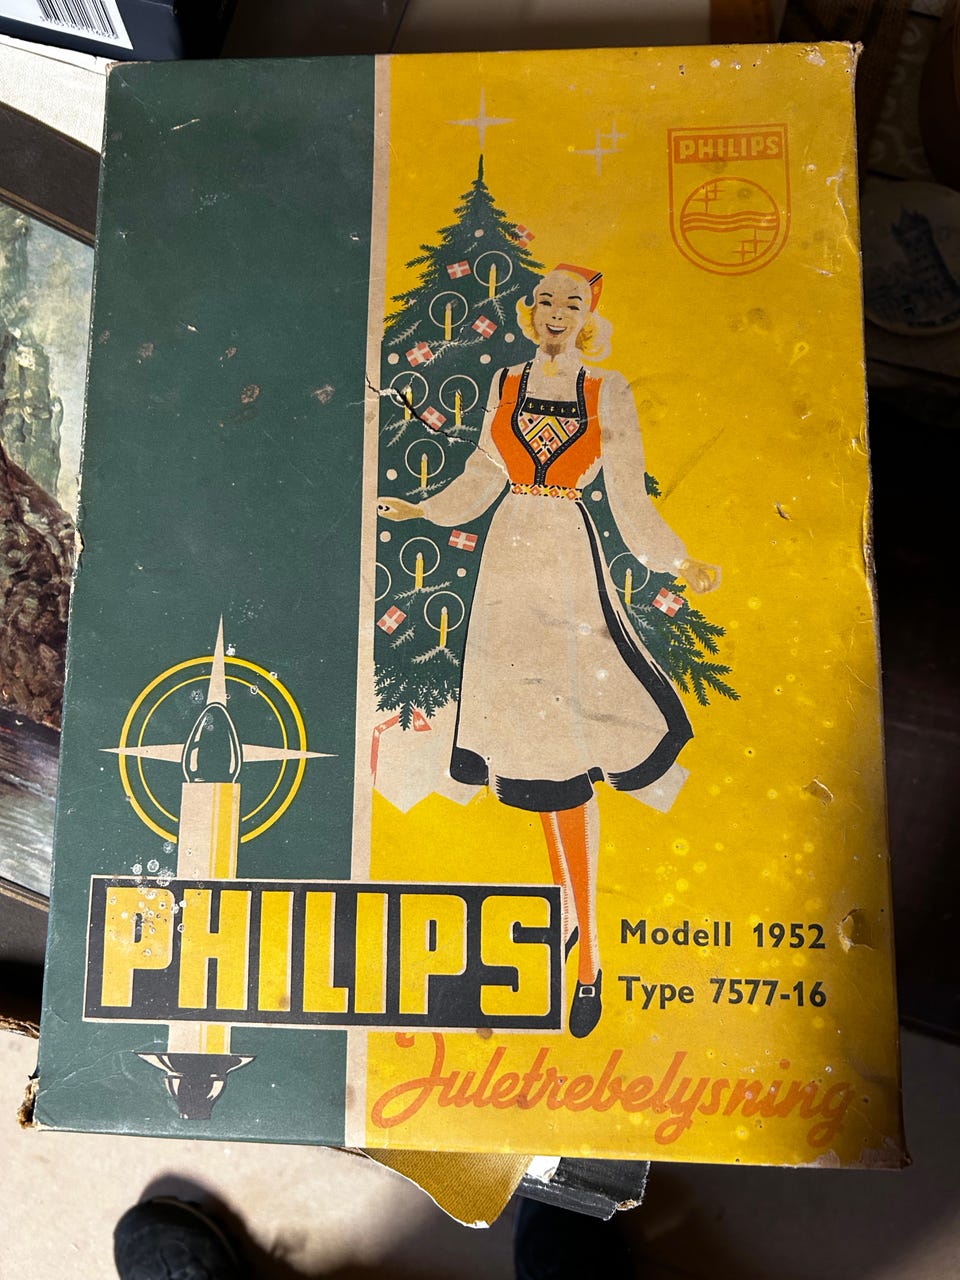 PHILIPS
PHILIPS
Modell 1952
Type 7577-16
Juletrebelysning